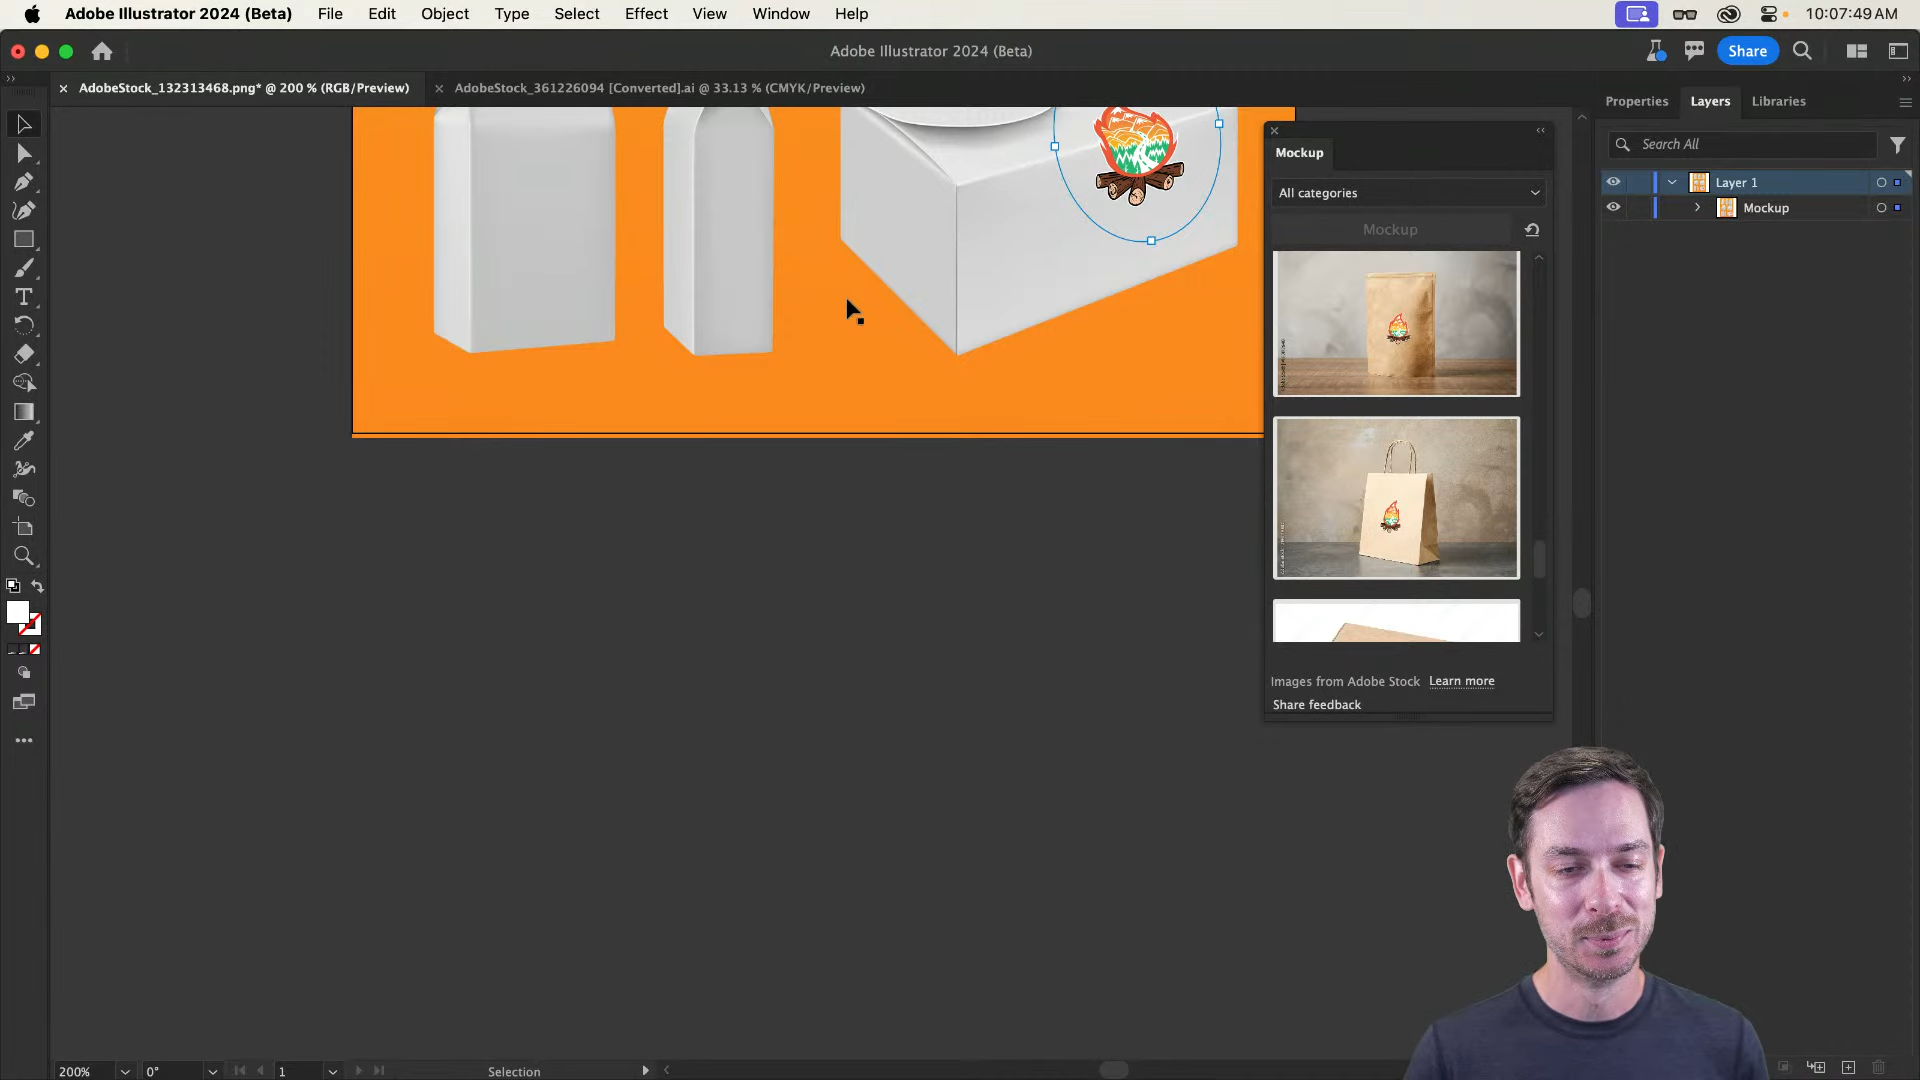 Adobe Illustrator 2024 (Beta) File Edit Object Type Select Effect View Window Help 10:07:49 AM
Adobe Illustrator 2024 (Beta) Share
AdobeStock_132313468.png* @ 200 % (RGB/Preview) AdobeStock_361226094 [Converted].ai @ 33.13 % (CMYK/Preview)
Properties Layers Libraries
Search All
Layer 1
Mockup
Mockup
All categories
Mockup
Images from Adobe Stock Learn more
Share feedback
200% 0° 1 Selection